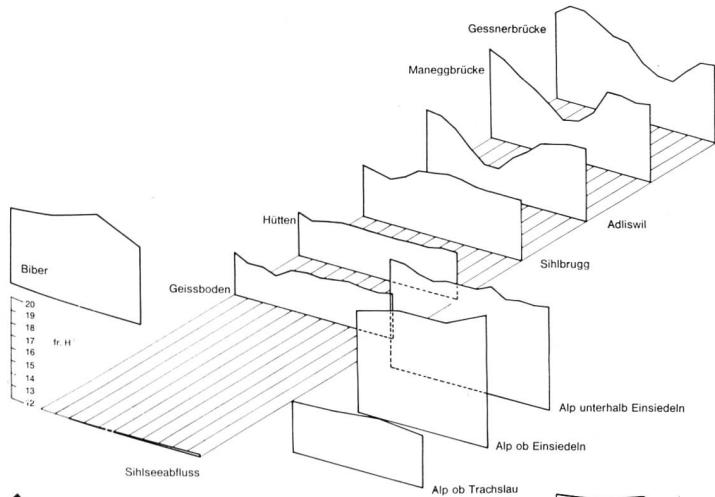 Gessnerbrücke
Maneggbrücke
Adliswil
Hütten
Sihlbrugg
Biber
Geissboden
20
19
18
17
16
15
14
13
12
fr. H
Alp unterhalb Einsiedeln
Alp ob Einsiedeln
Sihlseeabfluss
Alp ob Trachslau